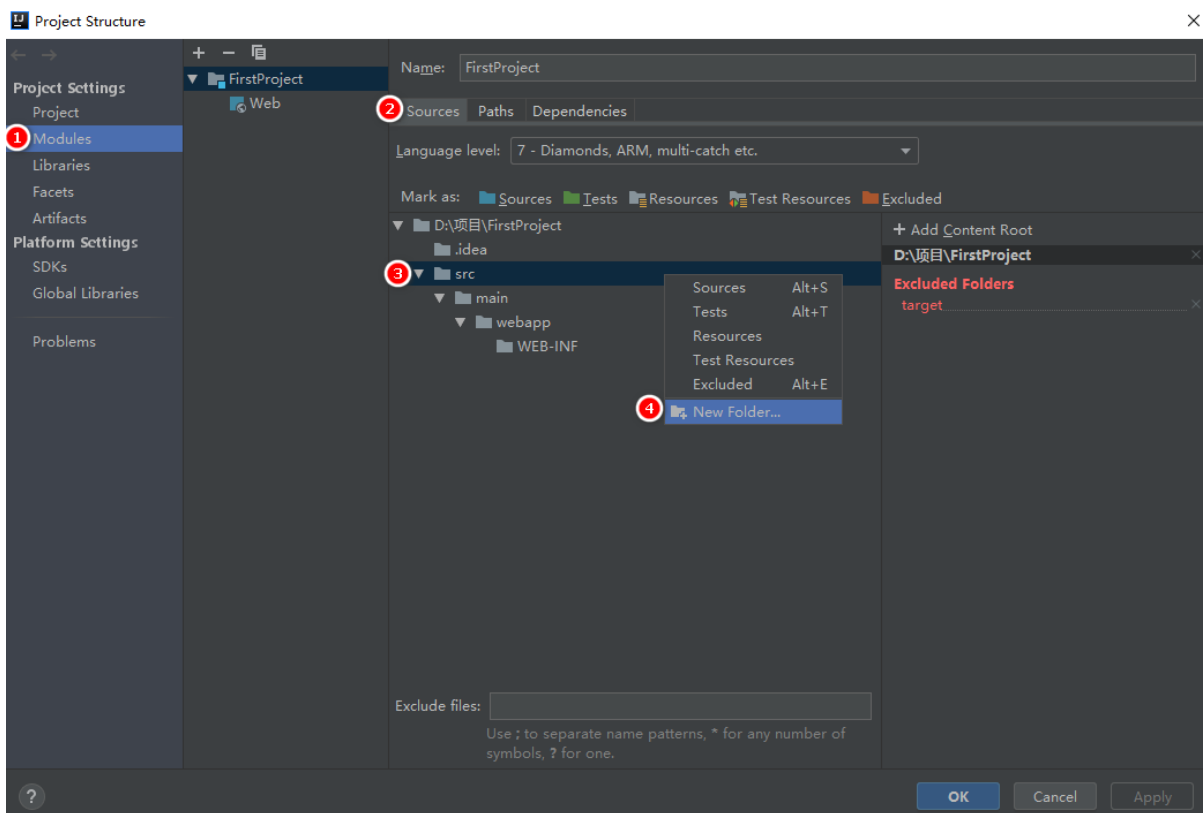 Project Structure
Project Settings
Project
1 Modules
Libraries
Facets
Artifacts
Platform Settings
SDKs
Global Libraries
Problems
FirstProject
Web
Name: FirstProject
2 Sources Paths Dependencies
Language level: 7 - Diamonds, ARM, multi-catch etc.
Mark as: Sources Tests Resources Test Resources Excluded
D:\项目\FirstProject
.idea
3 src
main
webapp
WEB-INF
Sources Alt+S
Tests Alt+T
Resources
Test Resources
Excluded Alt+E
4 New Folder...
+ Add Content Root
D:\项目\FirstProject
Excluded Folders
target
Exclude files:
Use ; to separate name patterns, * for any number of
symbols, ? for one.
?
OK Cancel Apply